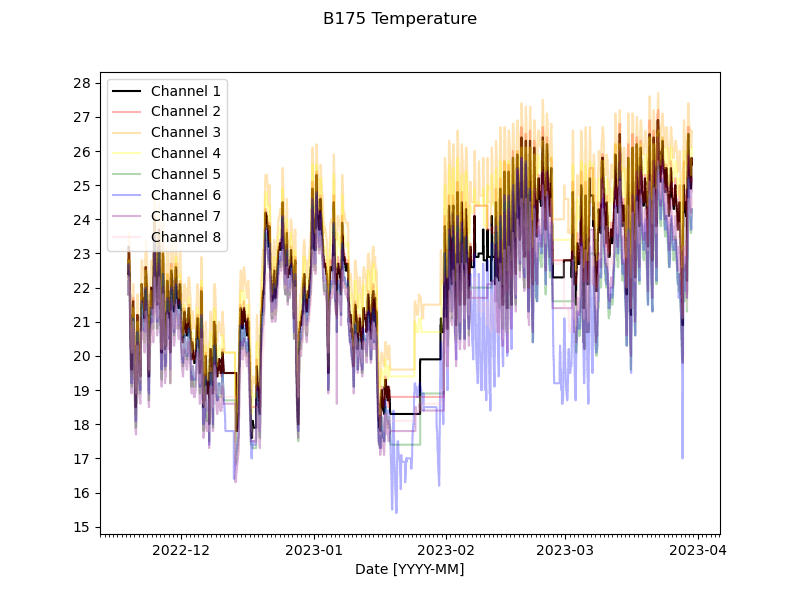 B175 Temperature
28
27
26
25
24
23
22
21
20
19
18
17
16
15
Channel 1
Channel 2
Channel 3
Channel 4
Channel 5
Channel 6
Channel 7
Channel 8
2022-12 2023-01 2023-02 2023-03 2023-04
Date [YYYY-MM]